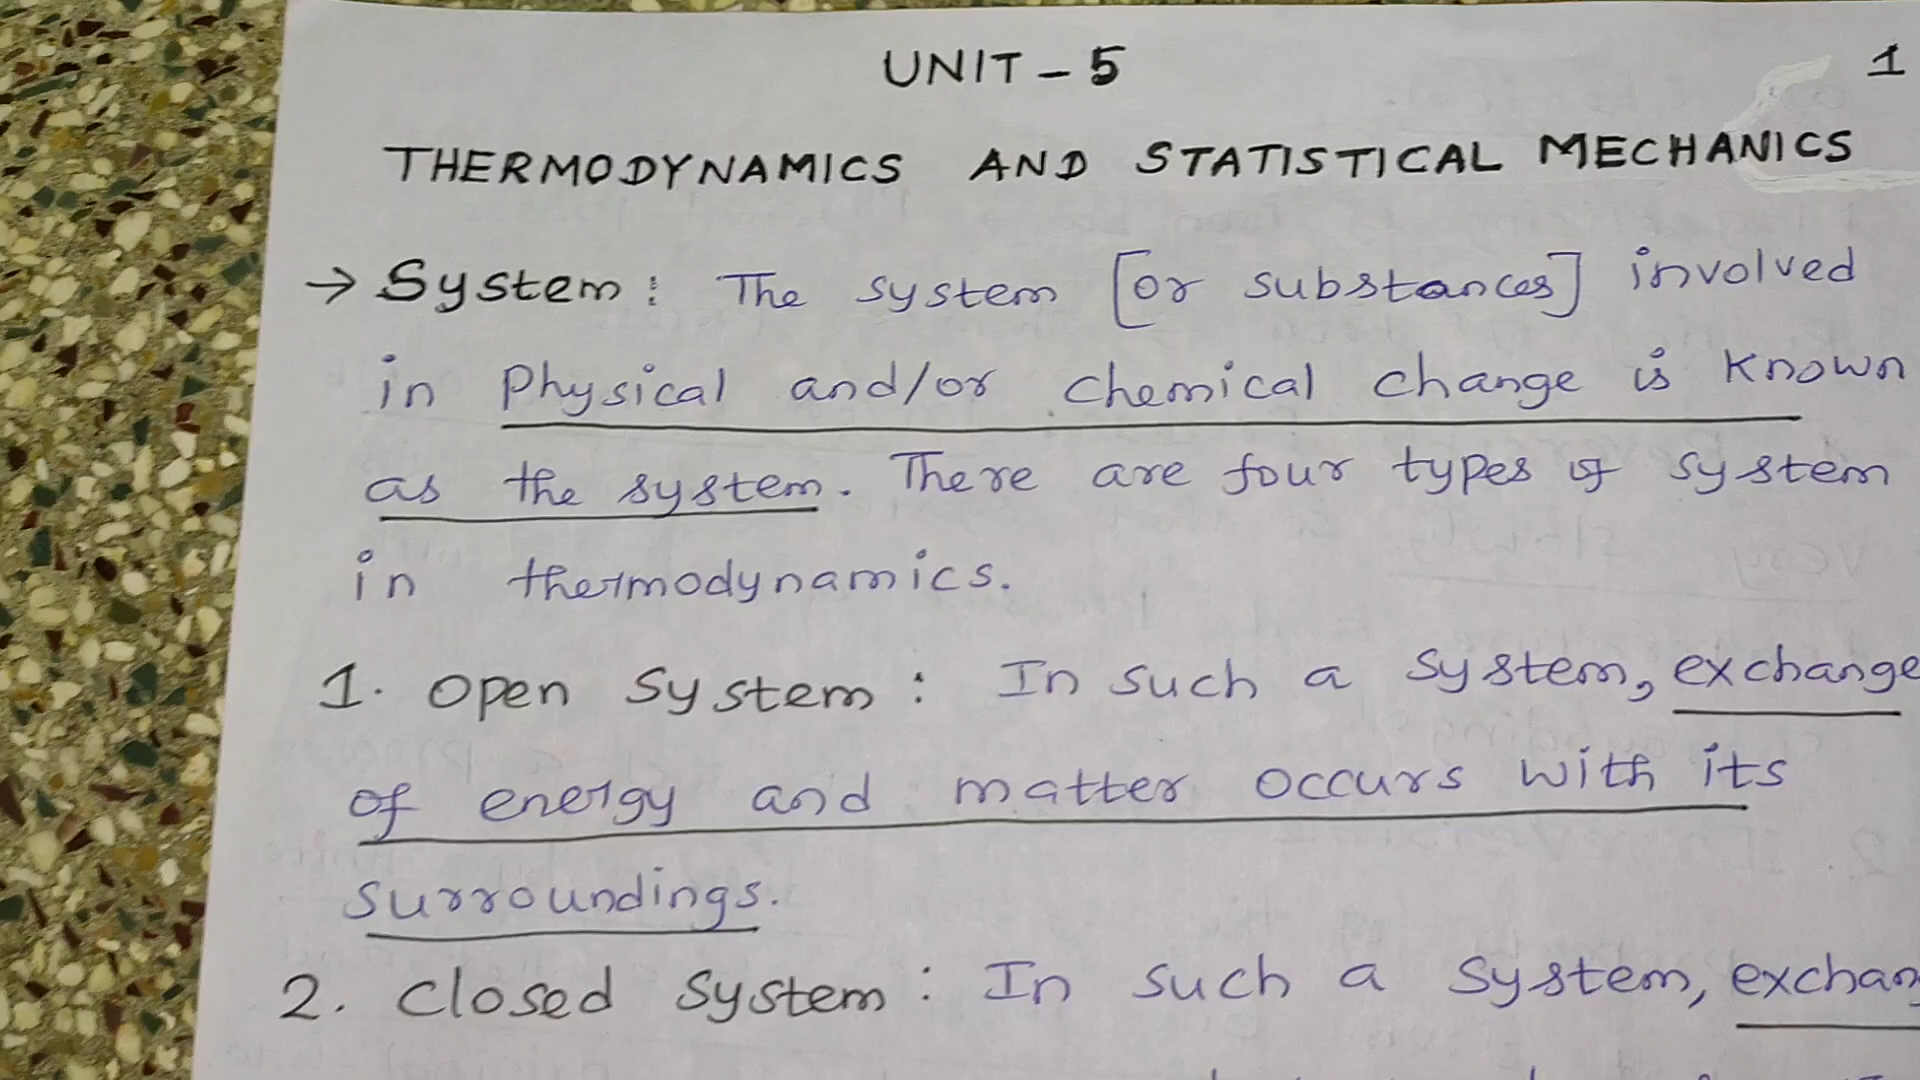 UNIT - 5
1
THERMODYNAMICS AND STATISTICAL MECHANICS
→ System : The system [or substances] involved
in Physical and/or chemical change is known
as the system. There are four types of system
in thermodynamics.
1. Open System : In such a system, exchange
of energy and matter occurs with its
surroundings.
2. Closed System : In such a system, exchan